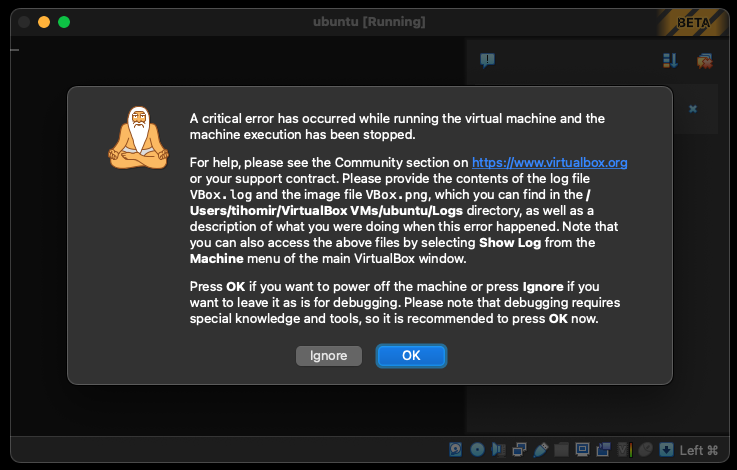 ubuntu [Running]
BETA
A critical error has occurred while running the virtual machine and the
machine execution has been stopped.
For help, please see the Community section on https://www.virtualbox.org
or your support contract. Please provide the contents of the log file
VBox.log and the image file VBox.png, which you can find in the /
Users/tihomir/VirtualBox VMs/ubuntu/Logs directory, as well as a
description of what you were doing when this error happened. Note that
you can also access the above files by selecting Show Log from the
Machine menu of the main VirtualBox window.
Press OK if you want to power off the machine or press Ignore if you
want to leave it as is for debugging. Please note that debugging requires
special knowledge and tools, so it is recommended to press OK now.
Ignore
OK
Left ⌘